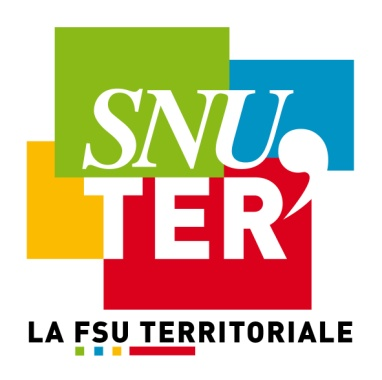 SNU
TER'
LA FSU TERRITORIALE